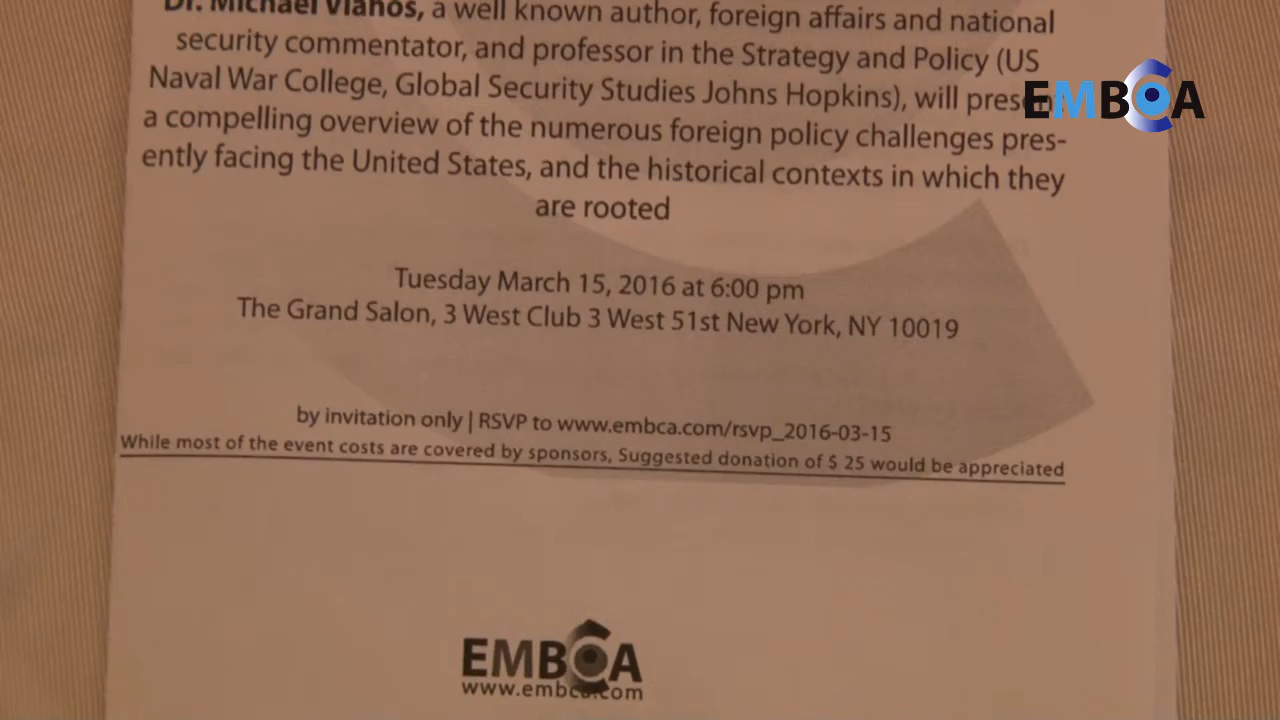 Dr. Michael Vlahos, a well known author, foreign affairs and national
security commentator, and professor in the Strategy and Policy (US
Naval War College, Global Security Studies Johns Hopkins), will present
a compelling overview of the numerous foreign policy challenges pres-
ently facing the United States, and the historical contexts in which they
are rooted
EMBCA
Tuesday March 15, 2016 at 6:00 pm
The Grand Salon, 3 West Club 3 West 51st New York, NY 10019
by invitation only | RSVP to www.embca.com/rsvp_2016-03-15
While most of the event costs are covered by sponsors, Suggested donation of $ 25 would be appreciated
EMBCA
www.embca.com